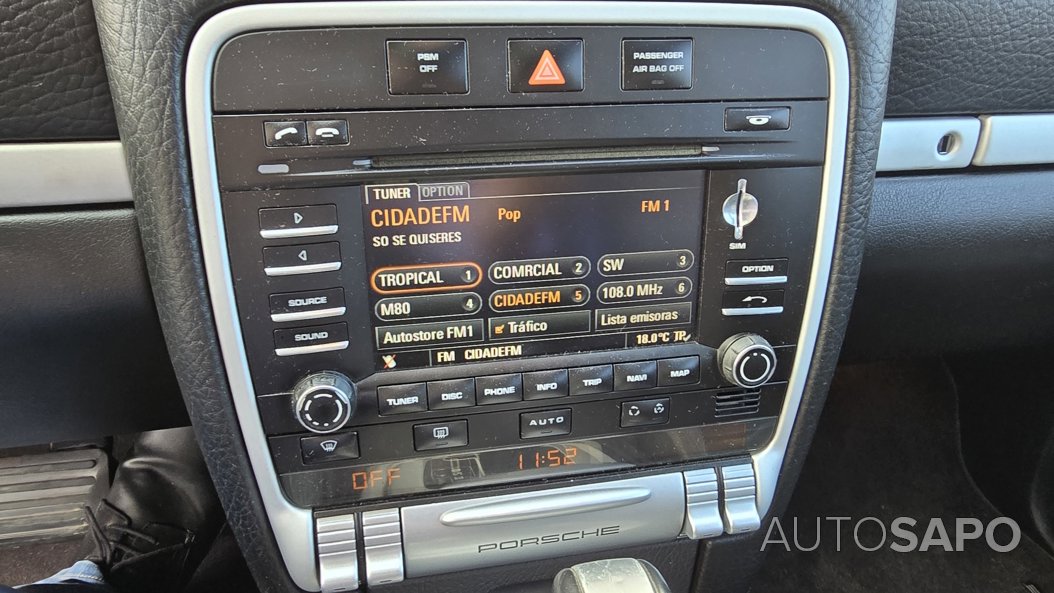 PSM
OFF
PASSENGER
AIR BAG OFF
TUNER OPTION
CIDADEFM Pop FM 1
SO SE QUISERES
TROPICAL 1 COMRCIAL 2 SW 3
M80 4 CIDADEFM 5 108.0 MHz 6
Autostore FM1 Tráfico Lista emisoras
FM CIDADEFM 18.0°C TP
SOURCE
SOUND
SIM
OPTION
TUNER DISC PHONE INFO TRIP NAVI MAP
AUTO
OFF 11:52
PORSCHE
AUTOSAPO